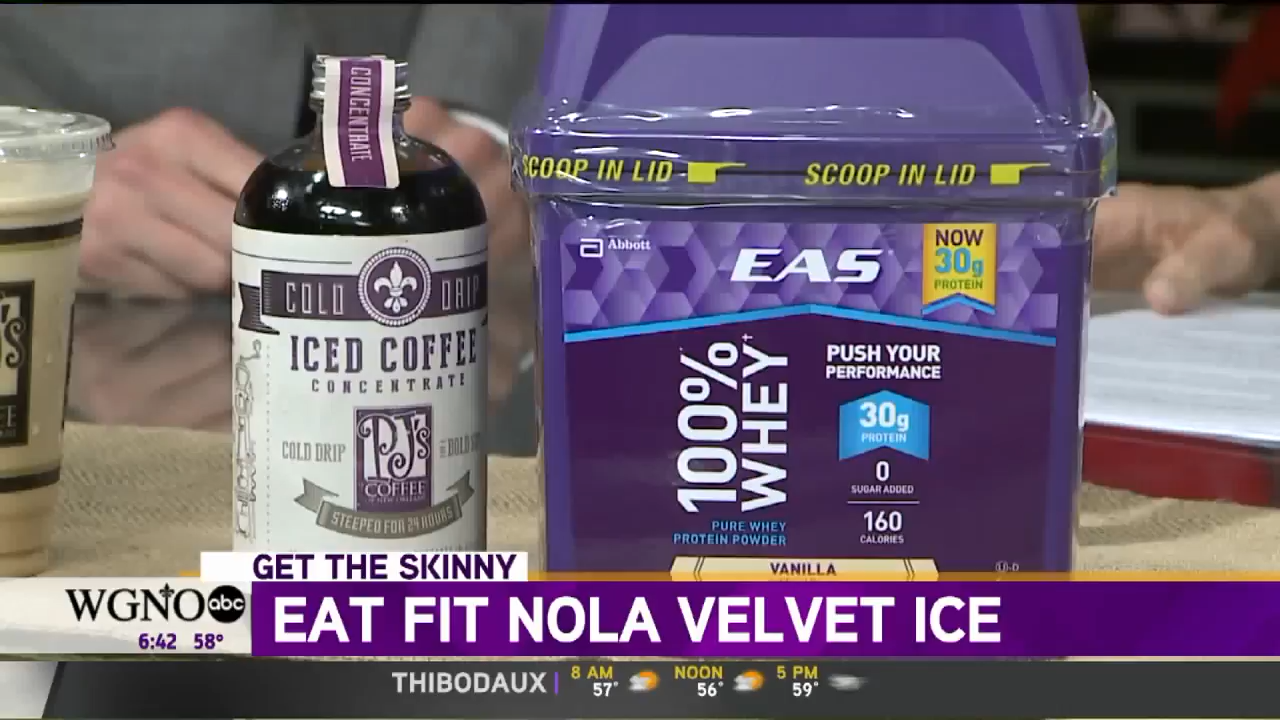 CONCENTRATE
COLD DRIP
ICED COFFEE
CONCENTRATE
COLD DRIP
PJ's
COFFEE
STEEPED FOR 24 HOURS
SCOOP IN LID
SCOOP IN LID
Abbott
EAS
NOW
30g
PROTEIN
100%
WHEY†
PURE WHEY
PROTEIN POWDER
PUSH YOUR
PERFORMANCE
30g
PROTEIN
0
SUGAR ADDED
160
CALORIES
VANILLA
GET THE SKINNY
WGNO abc
6:42 58°
EAT FIT NOLA VELVET ICE
THIBODAUX
8 AM
57°
NOON
56°
5 PM
59°